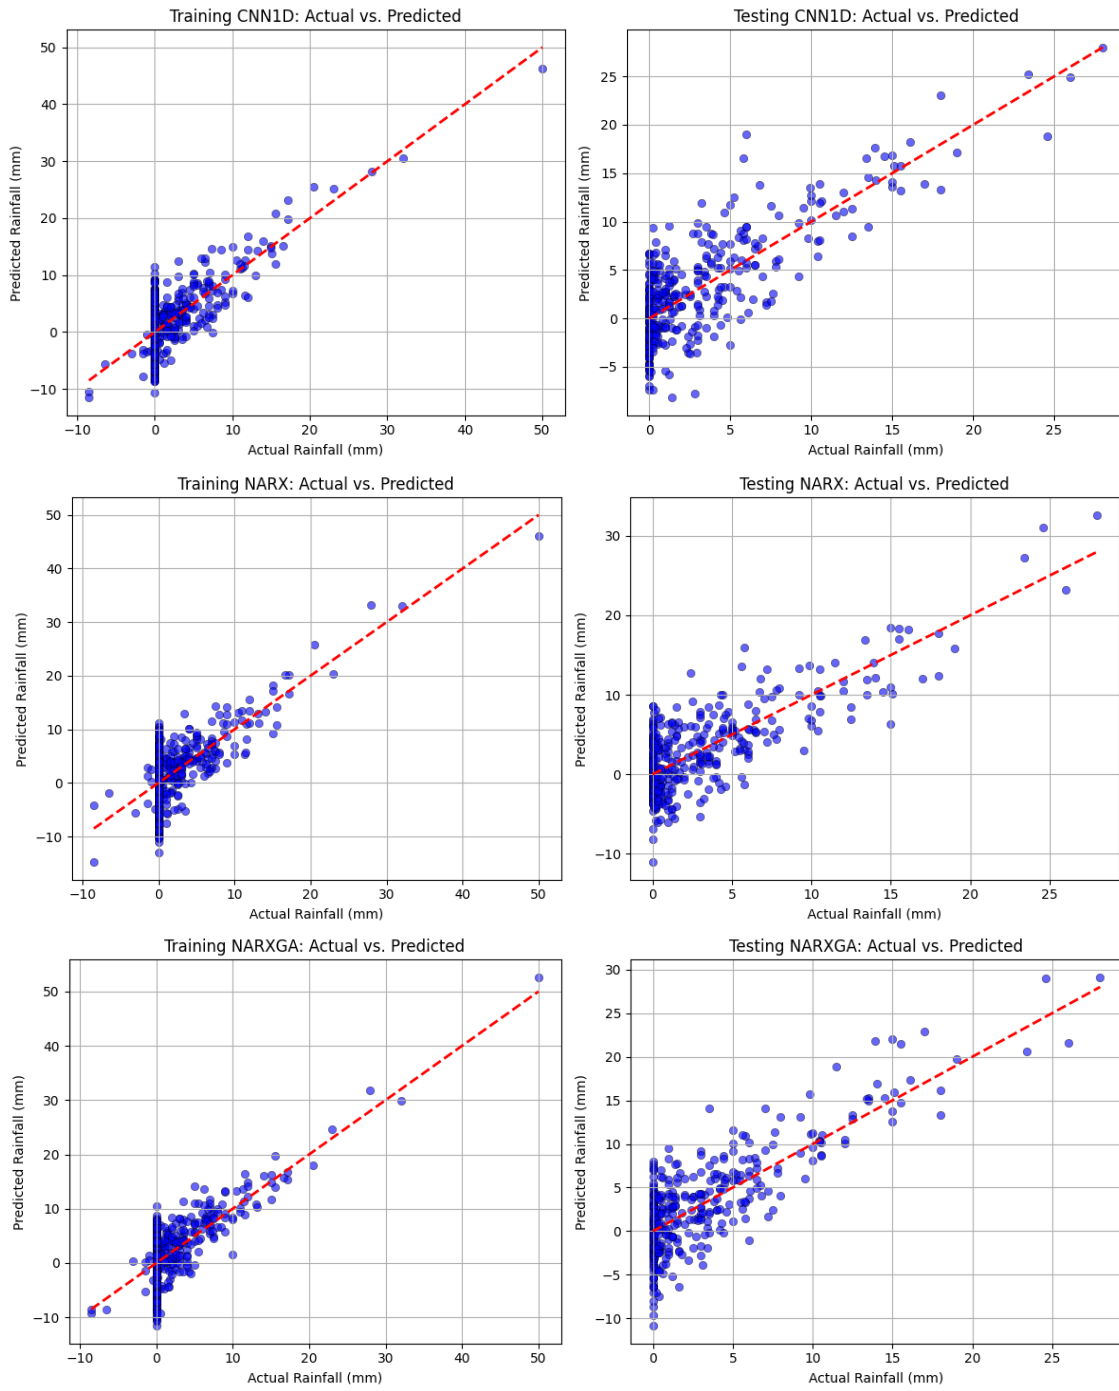 Training CNN1D: Actual vs. Predicted
Predicted Rainfall (mm)
50
40
30
20
10
0
−10
−10 0 10 20 30 40 50
Actual Rainfall (mm)
Testing CNN1D: Actual vs. Predicted
Predicted Rainfall (mm)
25
20
15
10
5
0
−5
0 5 10 15 20 25
Actual Rainfall (mm)
Training NARX: Actual vs. Predicted
Predicted Rainfall (mm)
50
40
30
20
10
0
−10
−10 0 10 20 30 40 50
Actual Rainfall (mm)
Testing NARX: Actual vs. Predicted
Predicted Rainfall (mm)
30
20
10
0
−10
0 5 10 15 20 25
Actual Rainfall (mm)
Training NARXGA: Actual vs. Predicted
Predicted Rainfall (mm)
50
40
30
20
10
0
−10
−10 0 10 20 30 40 50
Actual Rainfall (mm)
Testing NARXGA: Actual vs. Predicted
Predicted Rainfall (mm)
30
25
20
15
10
5
0
−5
−10
0 5 10 15 20 25
Actual Rainfall (mm)